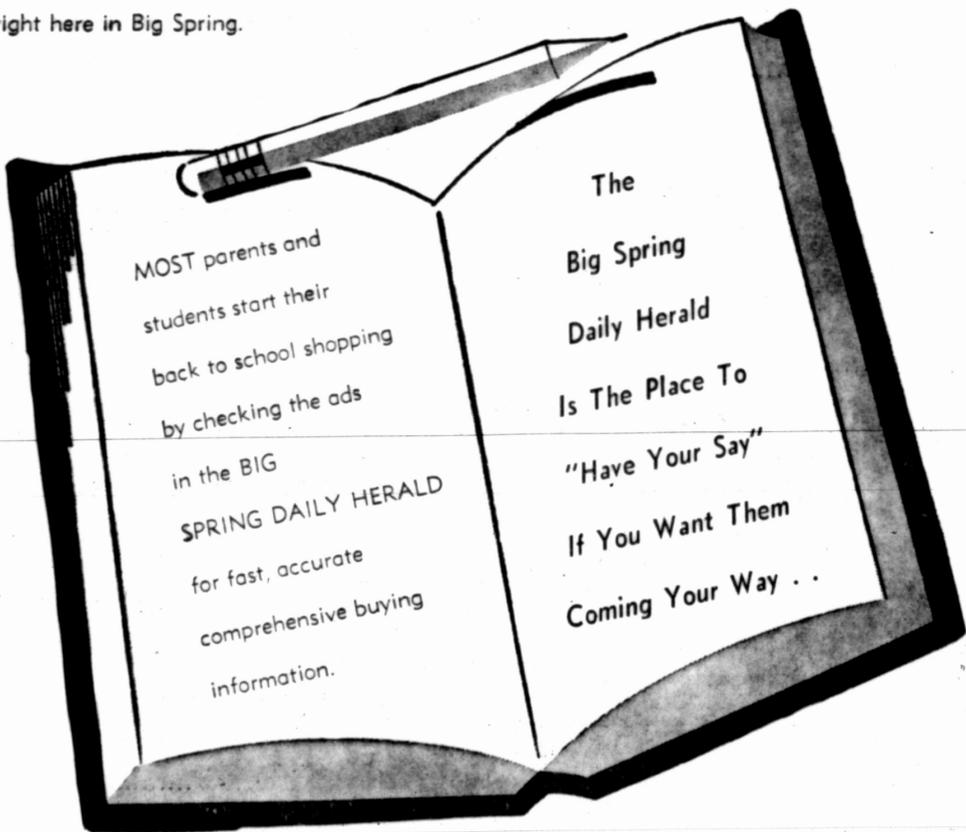 ight here in Big Spring.
MOST parents and
students start their
back to school shopping
by checking the ads
in the BIG
SPRING DAILY HERALD
for fast, accurate
comprehensive buying
information.
The
Big Spring
Daily Herald
Is The Place To
"Have Your Say"
If You Want Them
Coming Your Way . .